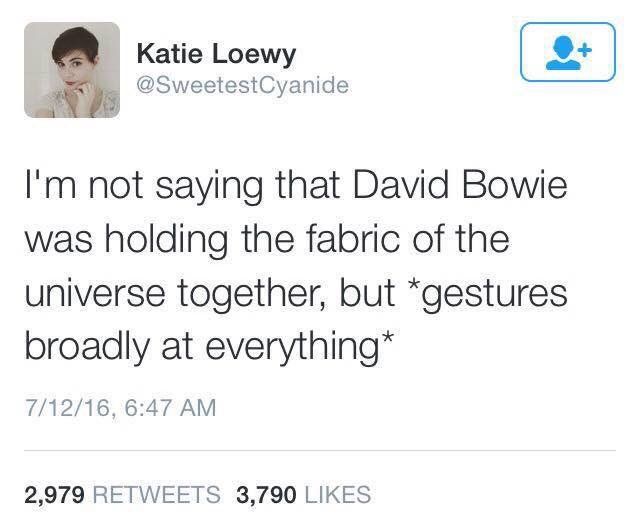 Katie Loewy
@SweetestCyanide
I'm not saying that David Bowie
was holding the fabric of the
universe together, but *gestures
broadly at everything*
7/12/16, 6:47 AM
2,979 RETWEETS 3,790 LIKES